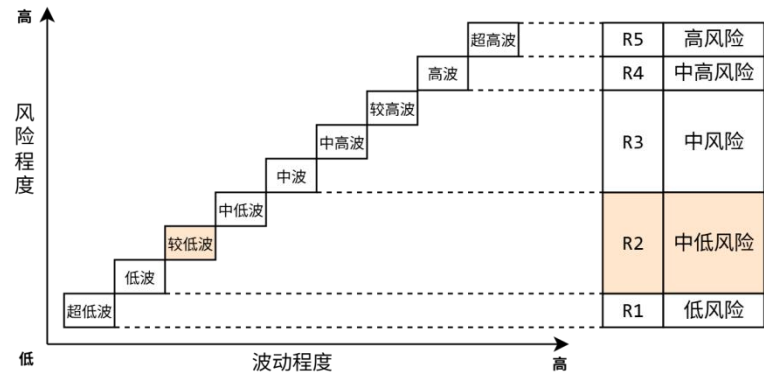 高
超高波
R5 高风险
高波
R4 中高风险
较高波
中高波
R3 中风险
风险程度
中波
中低波
较低波
R2 中低风险
低波
超低波
R1 低风险
低
波动程度
高